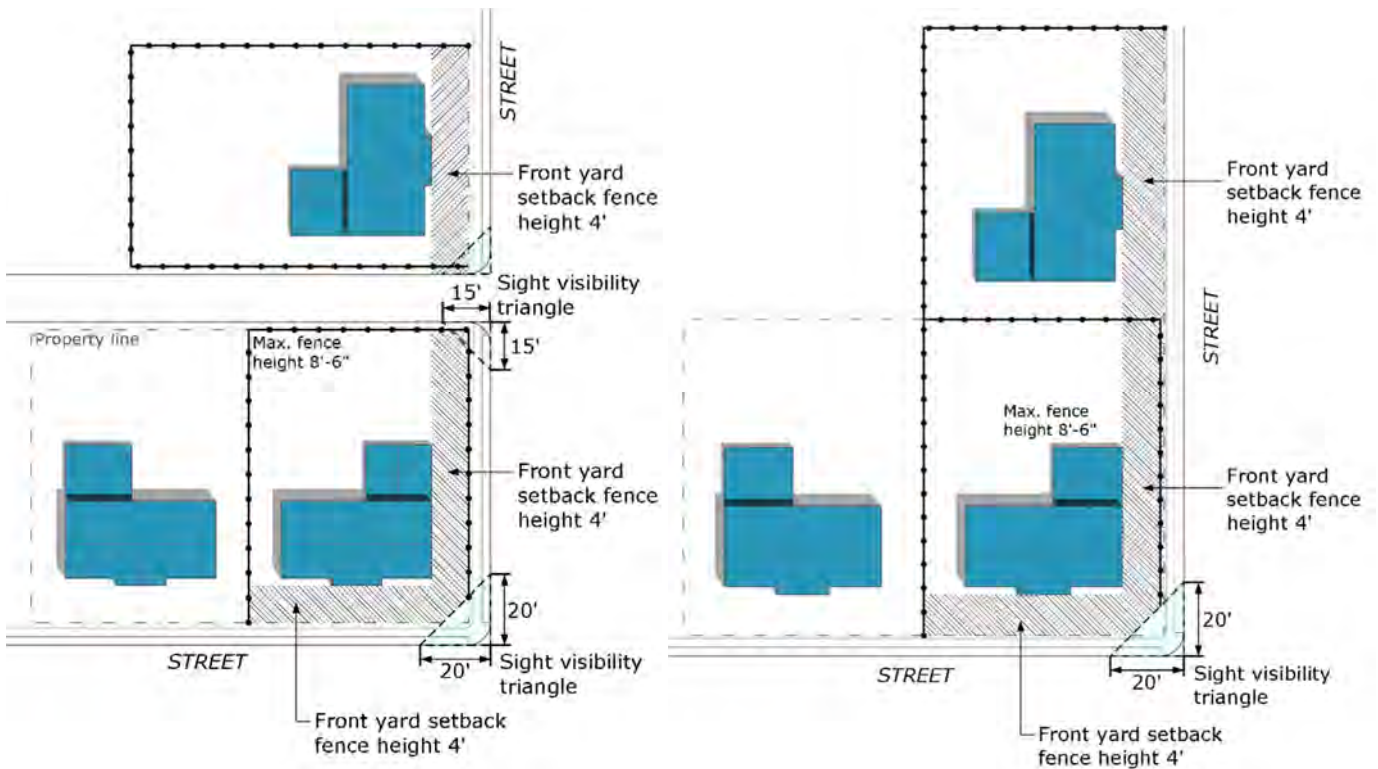 STREET
Front yard
setback fence
height 4'
Sight visibility
triangle
15'
15'
Property line
Max. fence
height 8'-6"
Front yard
setback fence
height 4'
20'
20'
STREET
Sight visibility
triangle
Front yard setback
fence height 4'
Front yard
setback fence
height 4'
STREET
Max. fence
height 8'-6"
Front yard
setback fence
height 4'
20'
20'
STREET
Sight visibility
triangle
Front yard setback
fence height 4'